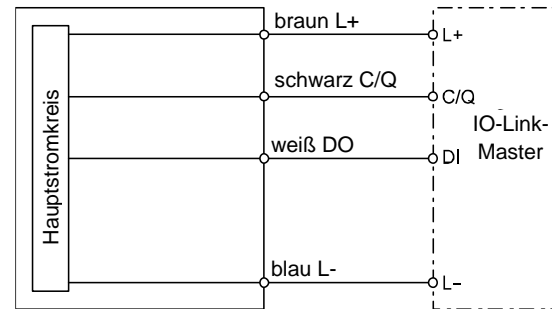 braun L+
L+
schwarz C/Q
C/Q
IO-Link-
Master
weiß DO
DI
Hauptstromkreis
blau L-
L−